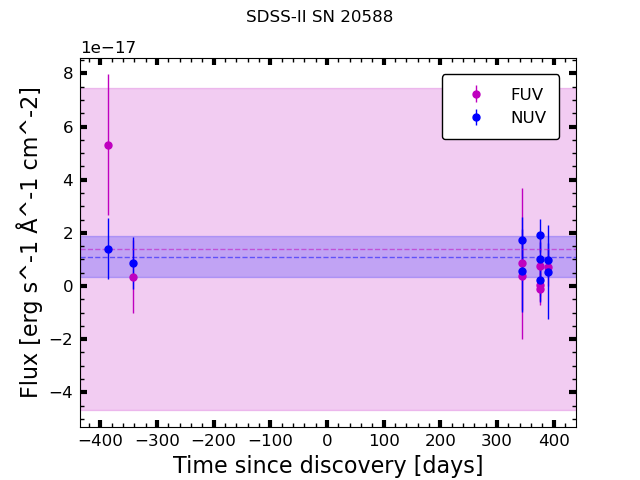 SDSS-II SN 20588
1e−17
8
6
4
2
0
−2
−4
Flux [erg s^-1 Å^-1 cm^-2]
FUV
NUV
−400 −300 −200 −100 0 100 200 300 400
Time since discovery [days]